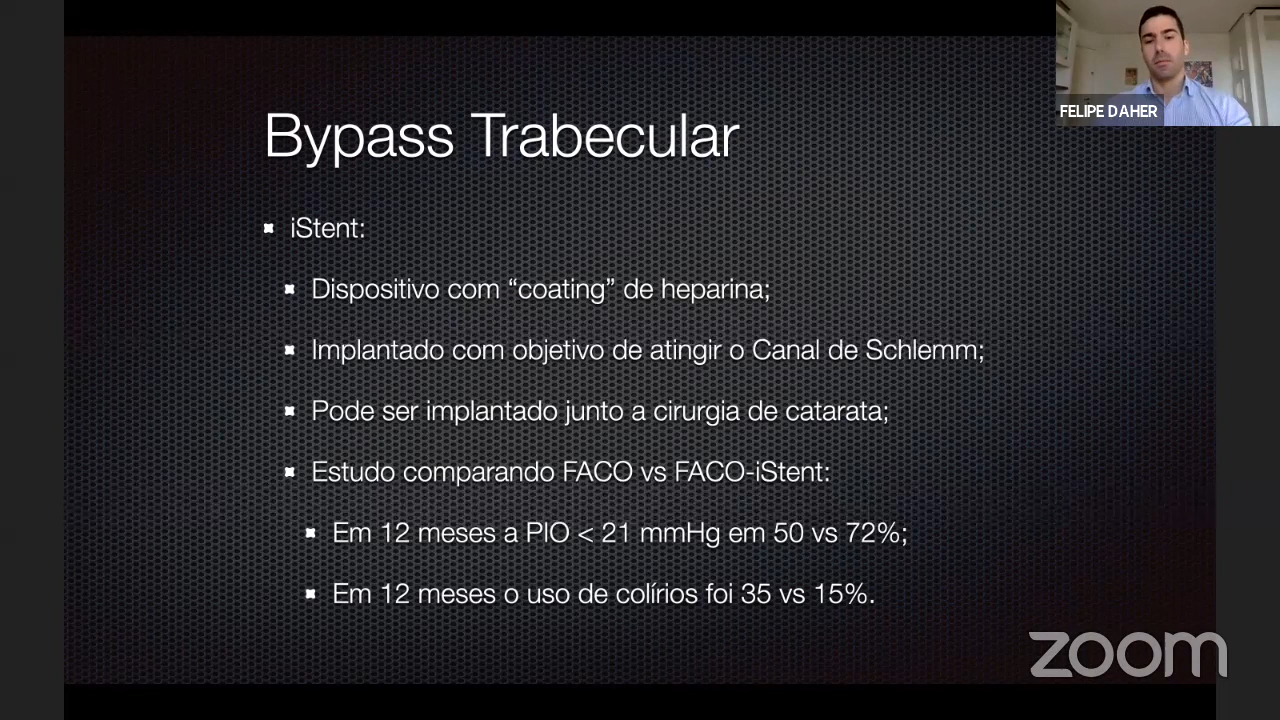 FELIPE DAHER
Bypass Trabecular
iStent:
Dispositivo com “coating” de heparina;
Implantado com objetivo de atingir o Canal de Schlemm;
Pode ser implantado junto a cirurgia de catarata;
Estudo comparando FACO vs FACO-iStent:
Em 12 meses a PIO < 21 mmHg em 50 vs 72%;
Em 12 meses o uso de colírios foi 35 vs 15%.
zoom